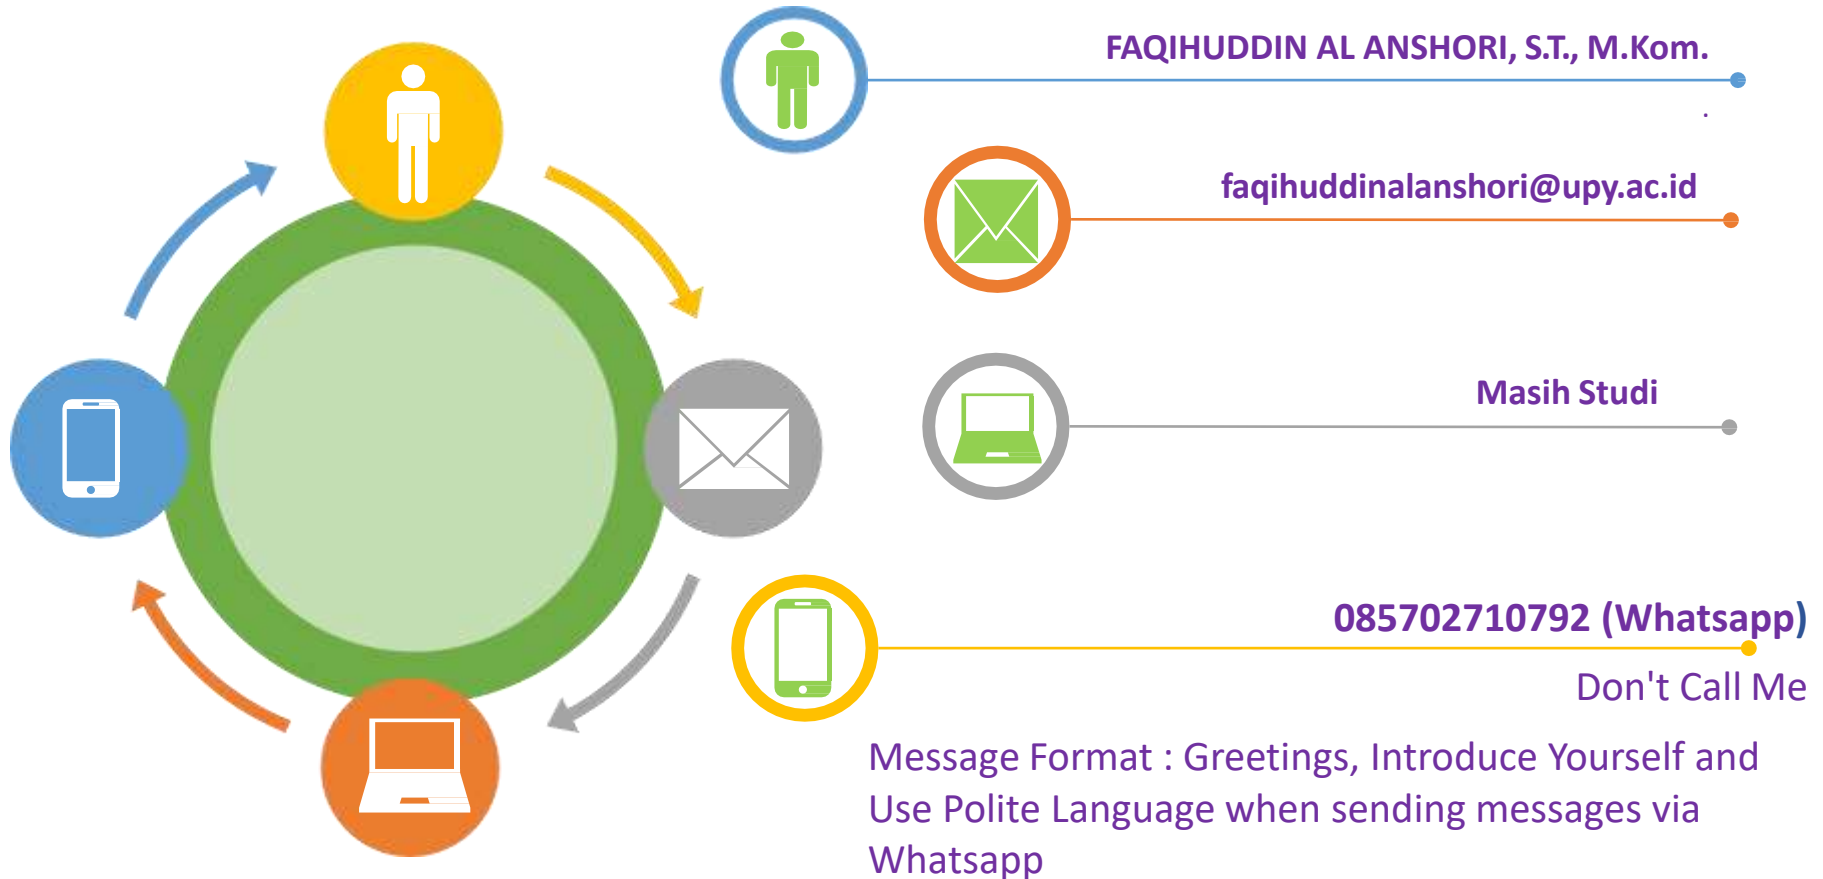 FAQIHUDDIN AL ANSHORI, S.T., M.Kom.
.
faqihuddinalanshori@upy.ac.id
Masih Studi
085702710792 (Whatsapp)
Don't Call Me
Message Format : Greetings, Introduce Yourself and
Use Polite Language when sending messages via
Whatsapp